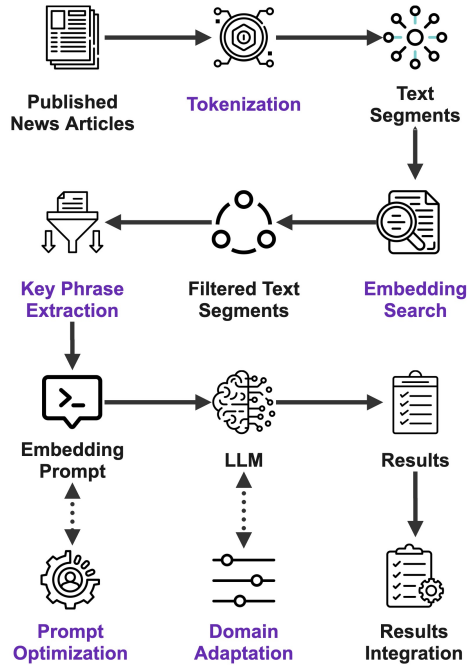 Published
News Articles
Tokenization
Text
Segments
Key Phrase
Extraction
Filtered Text
Segments
Embedding
Search
Embedding
Prompt
LLM
Results
Prompt
Optimization
Domain
Adaptation
Results
Integration